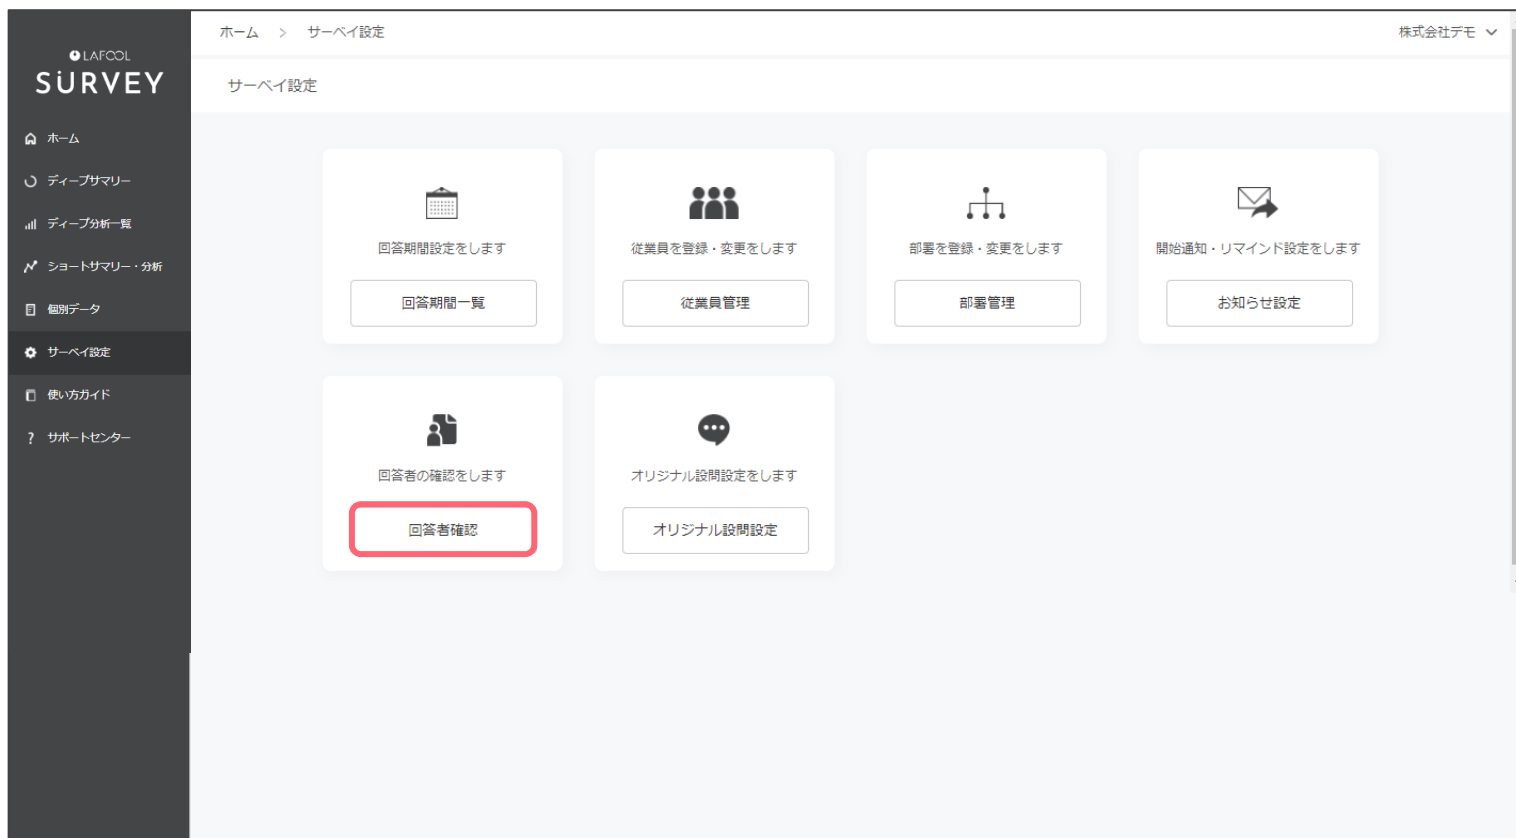 LAFOOL
SURVEY
ホーム
ディープサマリー
ディープ分析一覧
ショートサマリー・分析
個別データ
サーベイ設定
使い方ガイド
? サポートセンター
ホーム > サーベイ設定
株式会社デモ
サーベイ設定
回答期間設定をします
回答期間一覧
従業員を登録・変更をします
従業員管理
部署を登録・変更をします
部署管理
開始通知・リマインド設定をします
お知らせ設定
回答者の確認をします
回答者確認
オリジナル設問設定をします
オリジナル設問設定